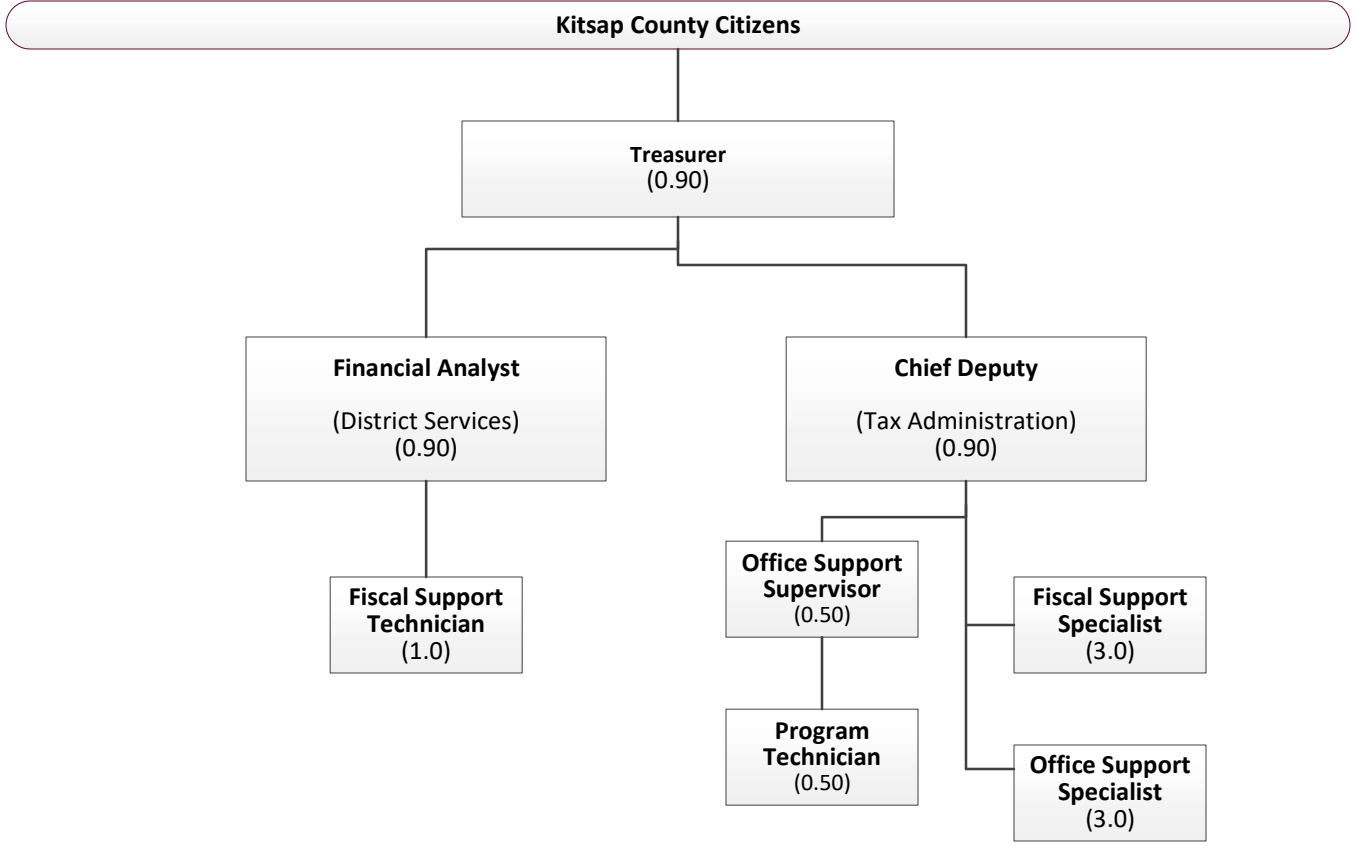 Kitsap County Citizens
Treasurer
(0.90)
Financial Analyst
(District Services)
(0.90)
Chief Deputy
(Tax Administration)
(0.90)
Fiscal Support
Technician
(1.0)
Office Support
Supervisor
(0.50)
Program
Technician
(0.50)
Fiscal Support
Specialist
(3.0)
Office Support
Specialist
(3.0)